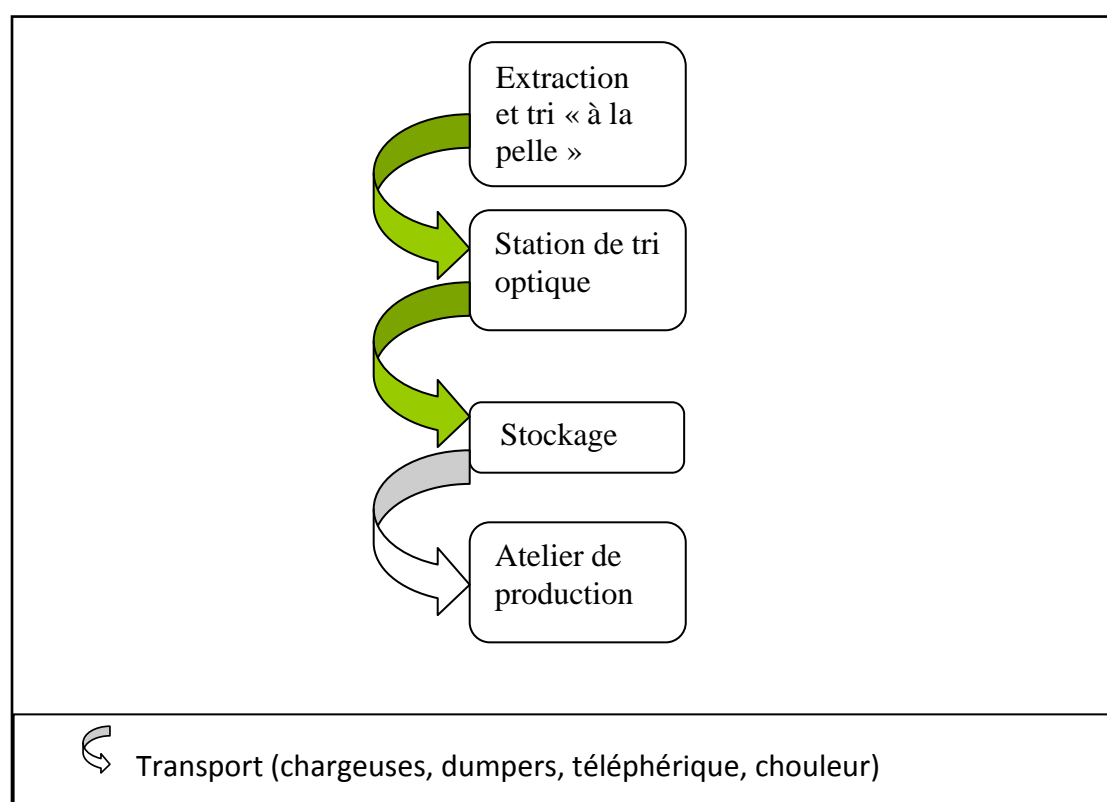 Extraction
et tri « à la
pelle »
Station de tri
optique
Stockage
Atelier de
production
Transport (chargeuses, dumpers, téléphérique, chouleur)